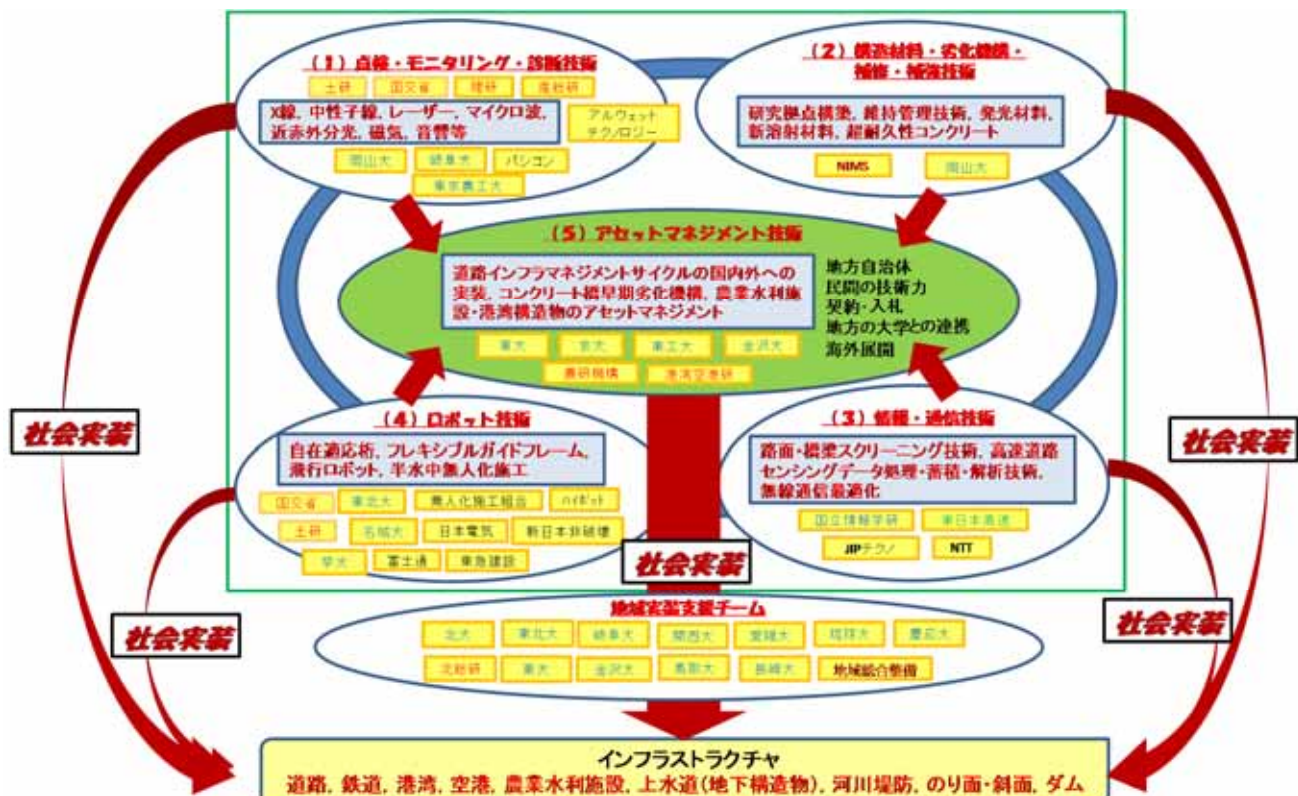 (1) 点検・モニタリング・診断技術
土研 国交省 理研 産総研
X線, 中性子線, レーザー, マイクロ波,
近赤外分光, 磁気, 音響等
アルウェット
テクノロジー
岡山大 岐阜大 パシコン
東京農工大
(2) 構造材料・劣化機構・
補修・補強技術
研究拠点構築, 維持管理技術, 発光材料,
新溶射材料, 超耐久性コンクリート
NIMS 岡山大
(5) アセットマネジメント技術
道路インフラマネジメントサイクルの国内外への
実装, コンクリート橋早期劣化機構, 農業水利施
設・港湾構造物のアセットマネジメント
地方自治体
民間の技術力
契約・入札
地方の大学との連携
海外展開
東大 京大 東工大 金沢大
農研機構 港湾空港研
社会実装
社会実装
(4) ロボット技術
自在適応桁, フレキシブルガイドフレーム,
飛行ロボット, 半水中無人化施工
国交省 東北大 無人化施工組合 ハイボット
土研 名城大 日本電気 新日本非破壊
早大 富士通 東急建設
(3) 情報・通信技術
路面・橋梁スクリーニング技術, 高速道路
センシングデータ処理・蓄積・解析技術,
無線通信最適化
国立情報学研 東日本高速
JIPテクノ NTT
社会実装
社会実装
社会実装
地域実装支援チーム
北大 東北大 岐阜大 関西大 愛媛大 琉球大 慶応大
北総研 東大 金沢大 鳥取大 長崎大 地域総合整備
インフラストラクチャ
道路, 鉄道, 港湾, 空港, 農業水利施設, 上水道(地下構造物), 河川堤防, のり面・斜面, ダム